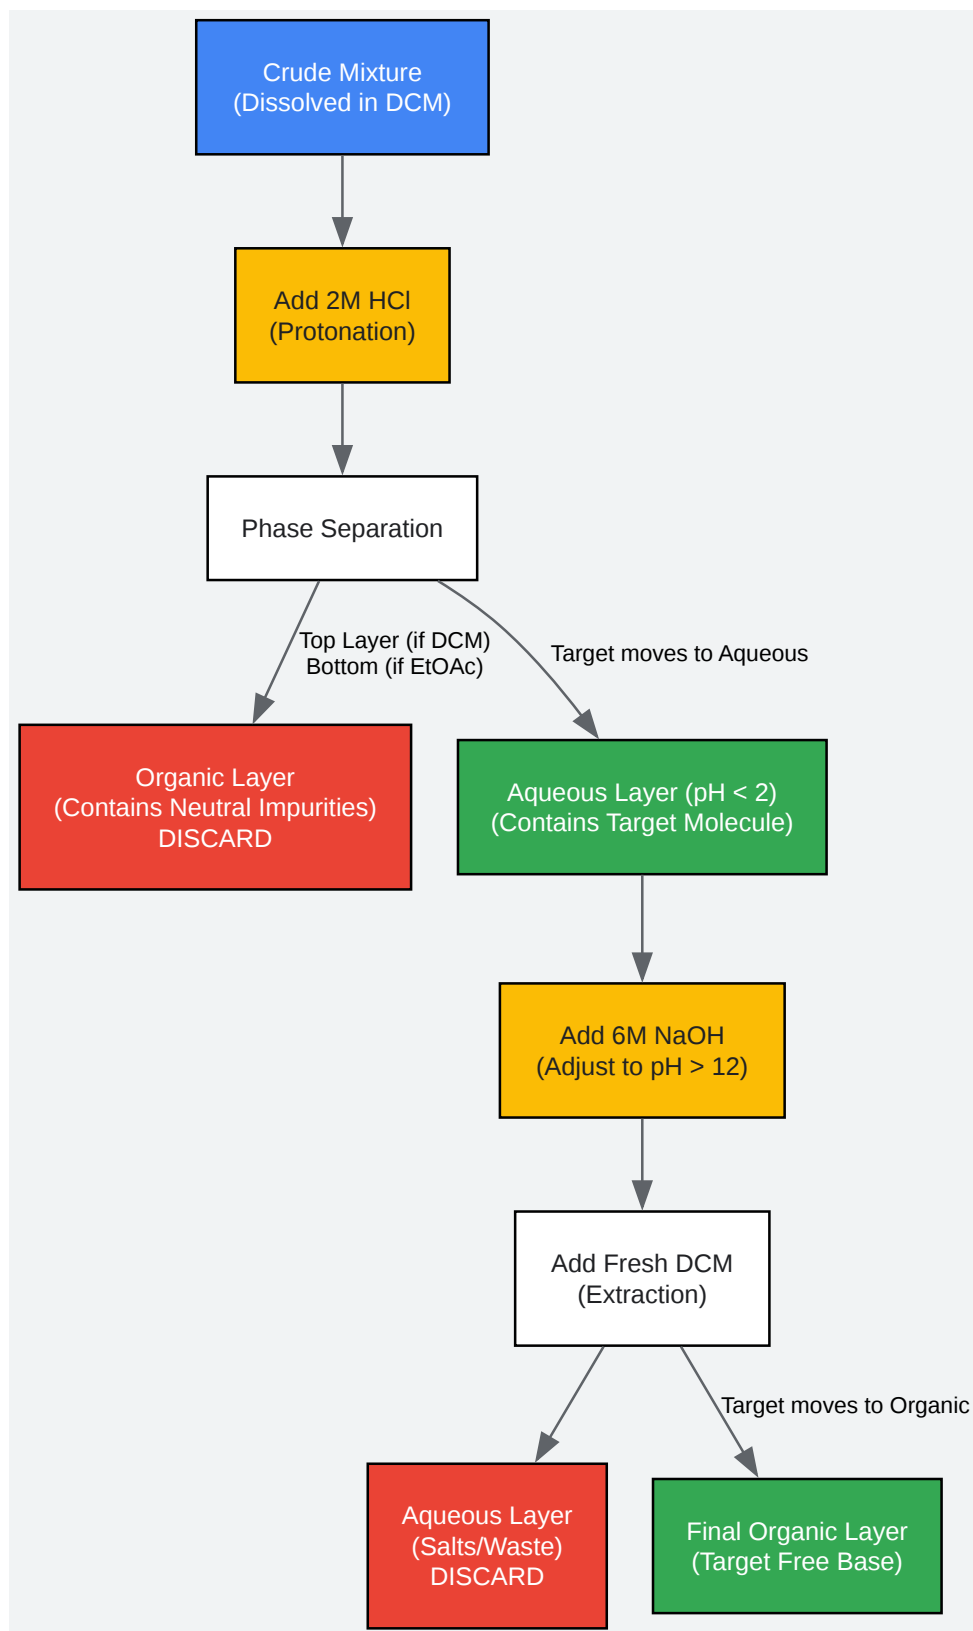 Crude Mixture
(Dissolved in DCM)
Add 2M HCl
(Protonation)
Phase Separation
Top Layer (if DCM)
Bottom (if EtOAc)
Target moves to Aqueous
Organic Layer
(Contains Neutral Impurities)
DISCARD
Aqueous Layer (pH < 2)
(Contains Target Molecule)
Add 6M NaOH
(Adjust to pH > 12)
Add Fresh DCM
(Extraction)
Target moves to Organic
Aqueous Layer
(Salts/Waste)
DISCARD
Final Organic Layer
(Target Free Base)